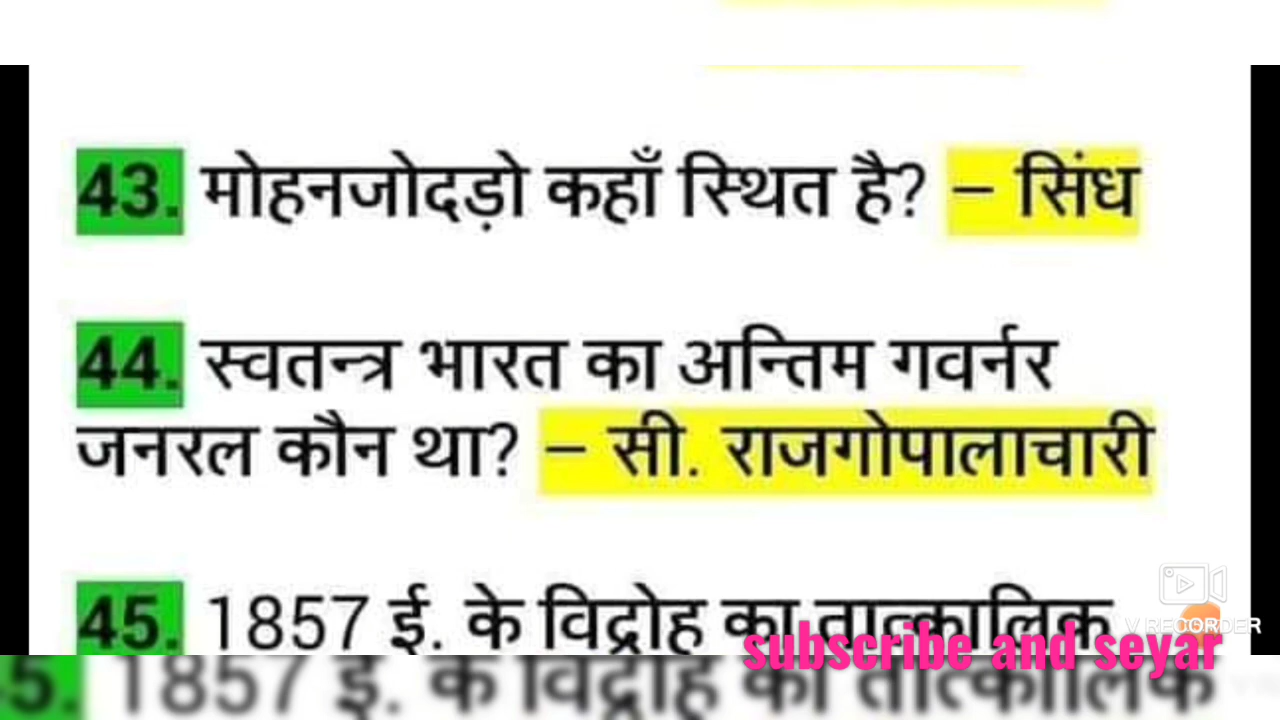 43. मोहनजोदड़ो कहाँ स्थित है? – सिंध
44. स्वतन्त्र भारत का अन्तिम गवर्नर
जनरल कौन था? – सी. राजगोपालाचारी
45. 1857 ई. के विद्रोह का तात्कालिक
V RECORDER
subscribe and seyar
5. 1857 ई. के विद्रोह का तात्कालिक